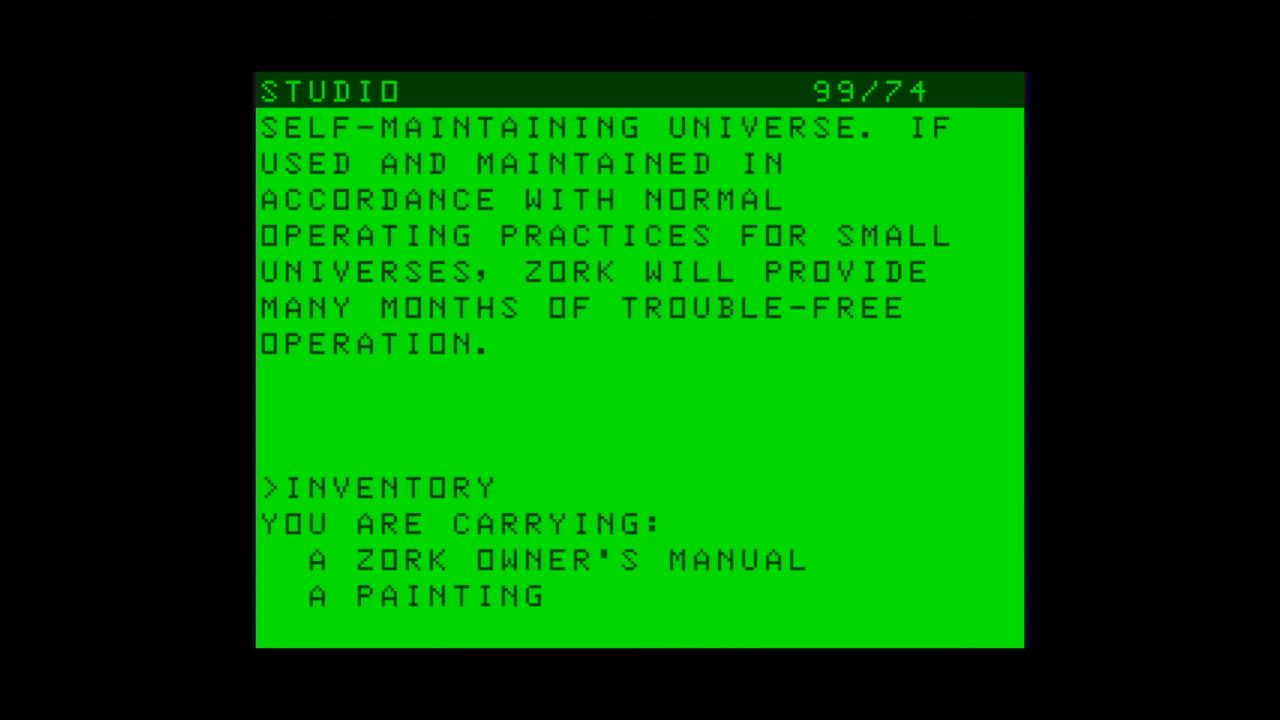 STUDIO 99/74
SELF-MAINTAINING UNIVERSE. IF
USED AND MAINTAINED IN
ACCORDANCE WITH NORMAL
OPERATING PRACTICES FOR SMALL
UNIVERSES, ZORK WILL PROVIDE
MANY MONTHS OF TROUBLE-FREE
OPERATION.
>INVENTORY
YOU ARE CARRYING:
A ZORK OWNER'S MANUAL
A PAINTING